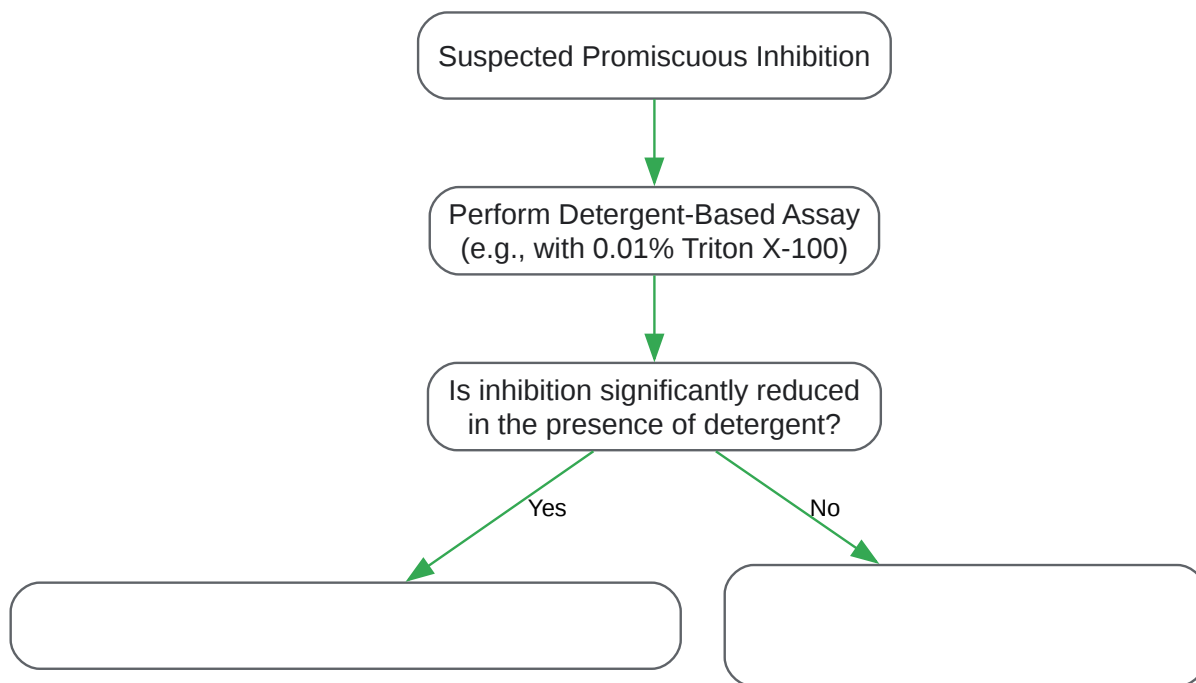 Suspected Promiscuous Inhibition
Perform Detergent-Based Assay
(e.g., with 0.01% Triton X-100)
Is inhibition significantly reduced
in the presence of detergent?
Yes
No